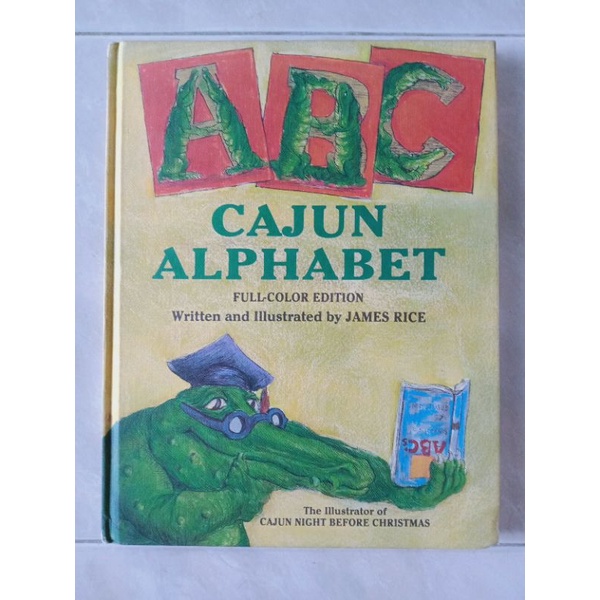 ABC
CAJUN
ALPHABET
FULL-COLOR EDITION
Written and Illustrated by JAMES RICE
ABC's
The Illustrator of
CAJUN NIGHT BEFORE CHRISTMAS